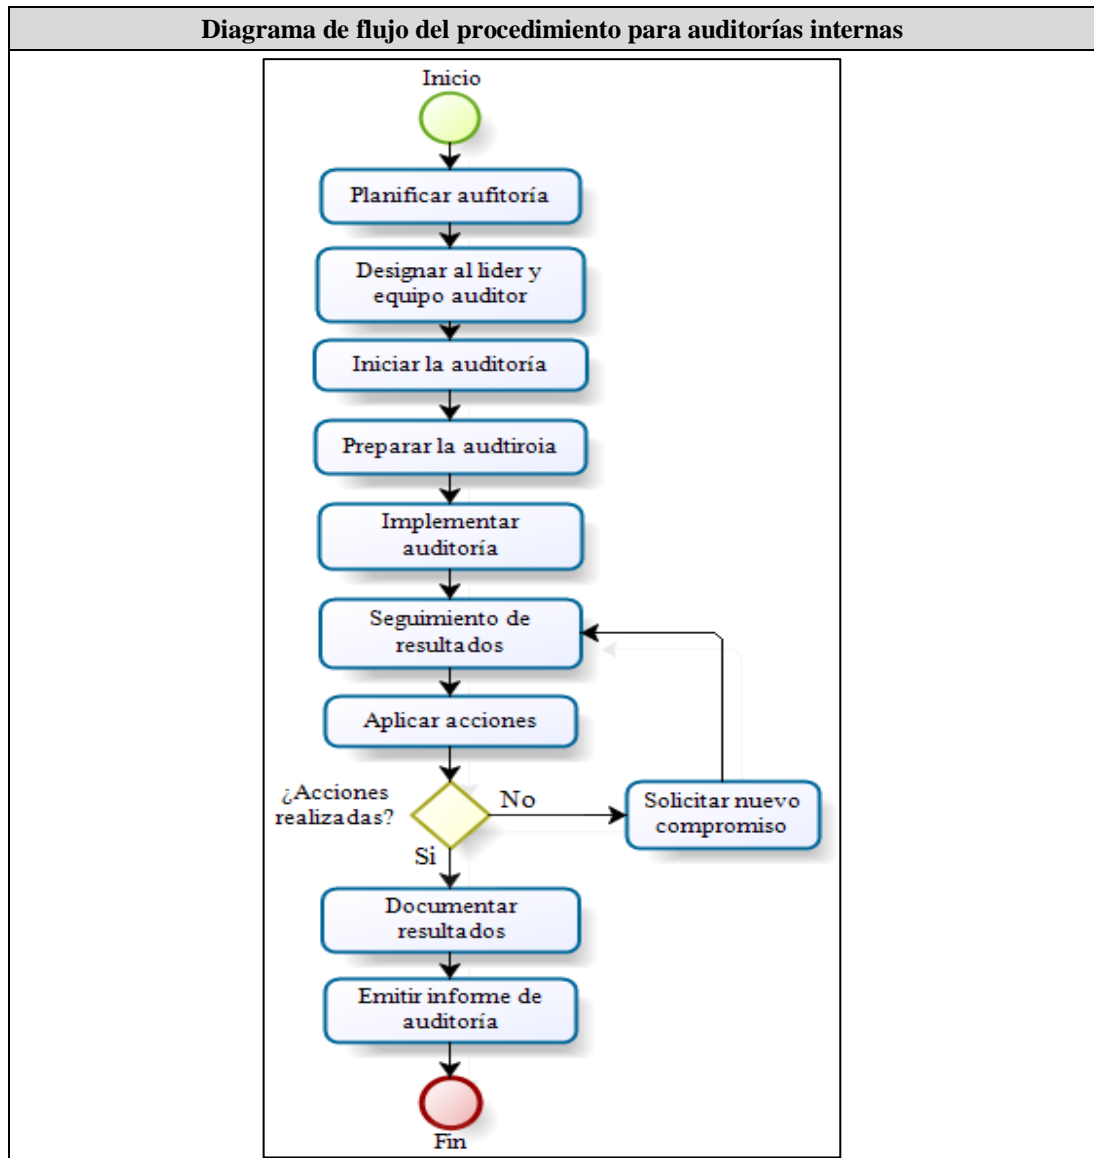 Diagrama de flujo del procedimiento para auditorías internas
Inicio
Planificar aufitoría
Designar al lider y
equipo auditor
Iniciar la auditoría
Preparar la audtiroia
Implementar
auditoría
Seguimiento de
resultados
Aplicar acciones
¿Acciones
realizadas?
No
Solicitar nuevo
compromiso
Si
Documentar
resultados
Emitir informe de
auditoría
Fin